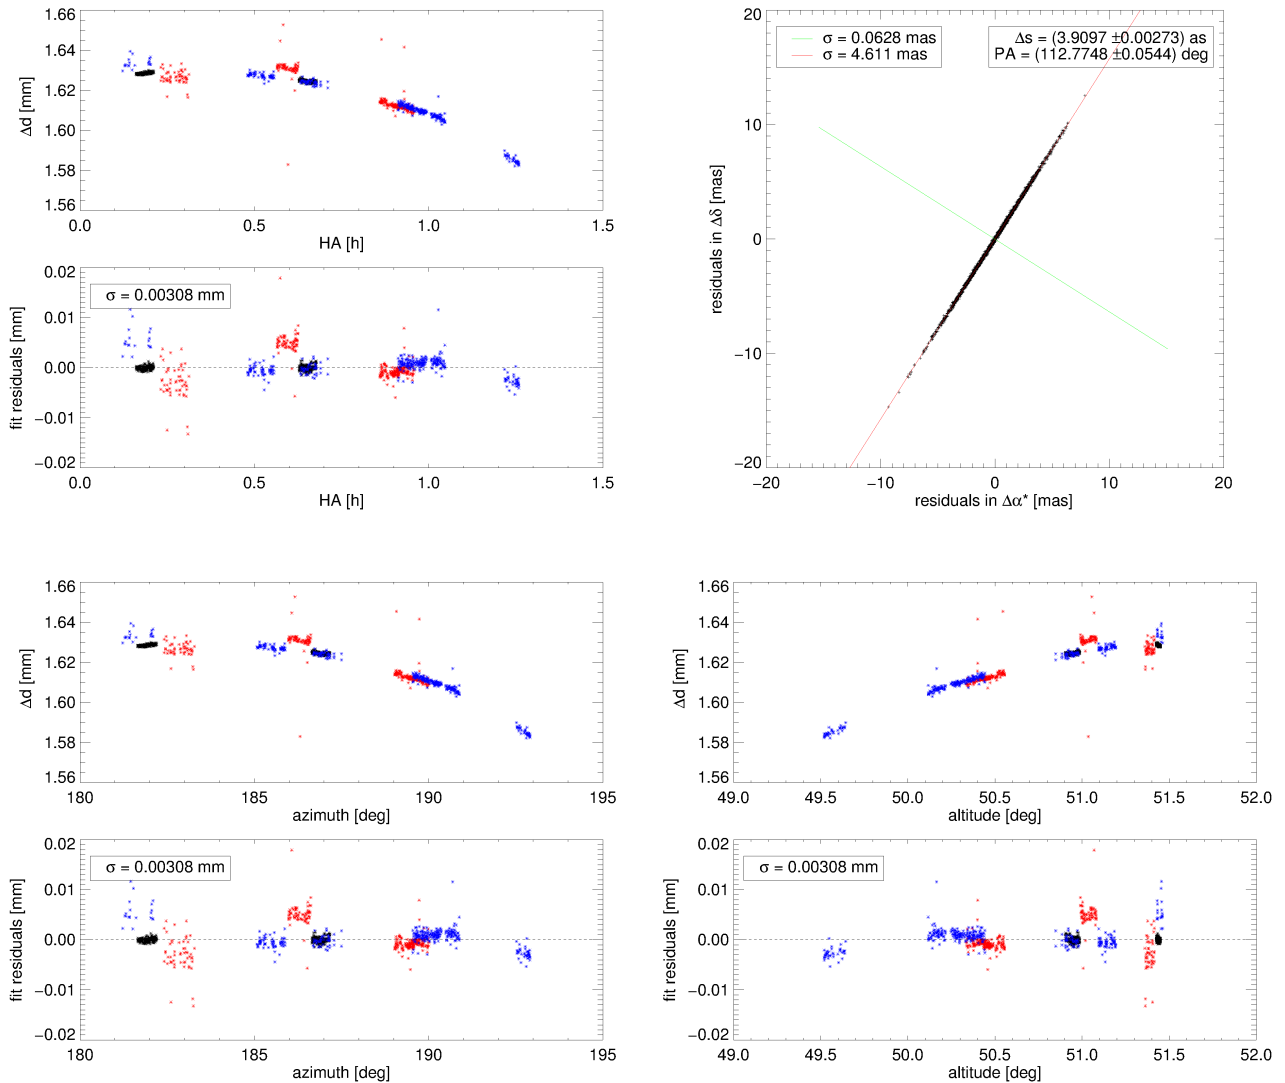 1.66
1.64
1.62
1.60
1.58
1.56
Δd [mm]
0.0 0.5 1.0 1.5
HA [h]
0.02
0.01
0.00
−0.01
−0.02
fit residuals [mm]
σ = 0.00308 mm
0.0 0.5 1.0 1.5
HA [h]
20
10
0
−10
−20
residuals in Δδ [mas]
σ = 0.0628 mas
σ = 4.611 mas
Δs = (3.9097 ±0.00273) as
PA = (112.7748 ±0.0544) deg
−20 −10 0 10 20
residuals in Δα* [mas]
1.66
1.64
1.62
1.60
1.58
1.56
Δd [mm]
180 185 190 195
azimuth [deg]
1.66
1.64
1.62
1.60
1.58
1.56
Δd [mm]
49.0 49.5 50.0 50.5 51.0 51.5 52.0
altitude [deg]
0.02
0.01
0.00
−0.01
−0.02
fit residuals [mm]
σ = 0.00308 mm
180 185 190 195
azimuth [deg]
0.02
0.01
0.00
−0.01
−0.02
fit residuals [mm]
σ = 0.00308 mm
49.0 49.5 50.0 50.5 51.0 51.5 52.0
altitude [deg]